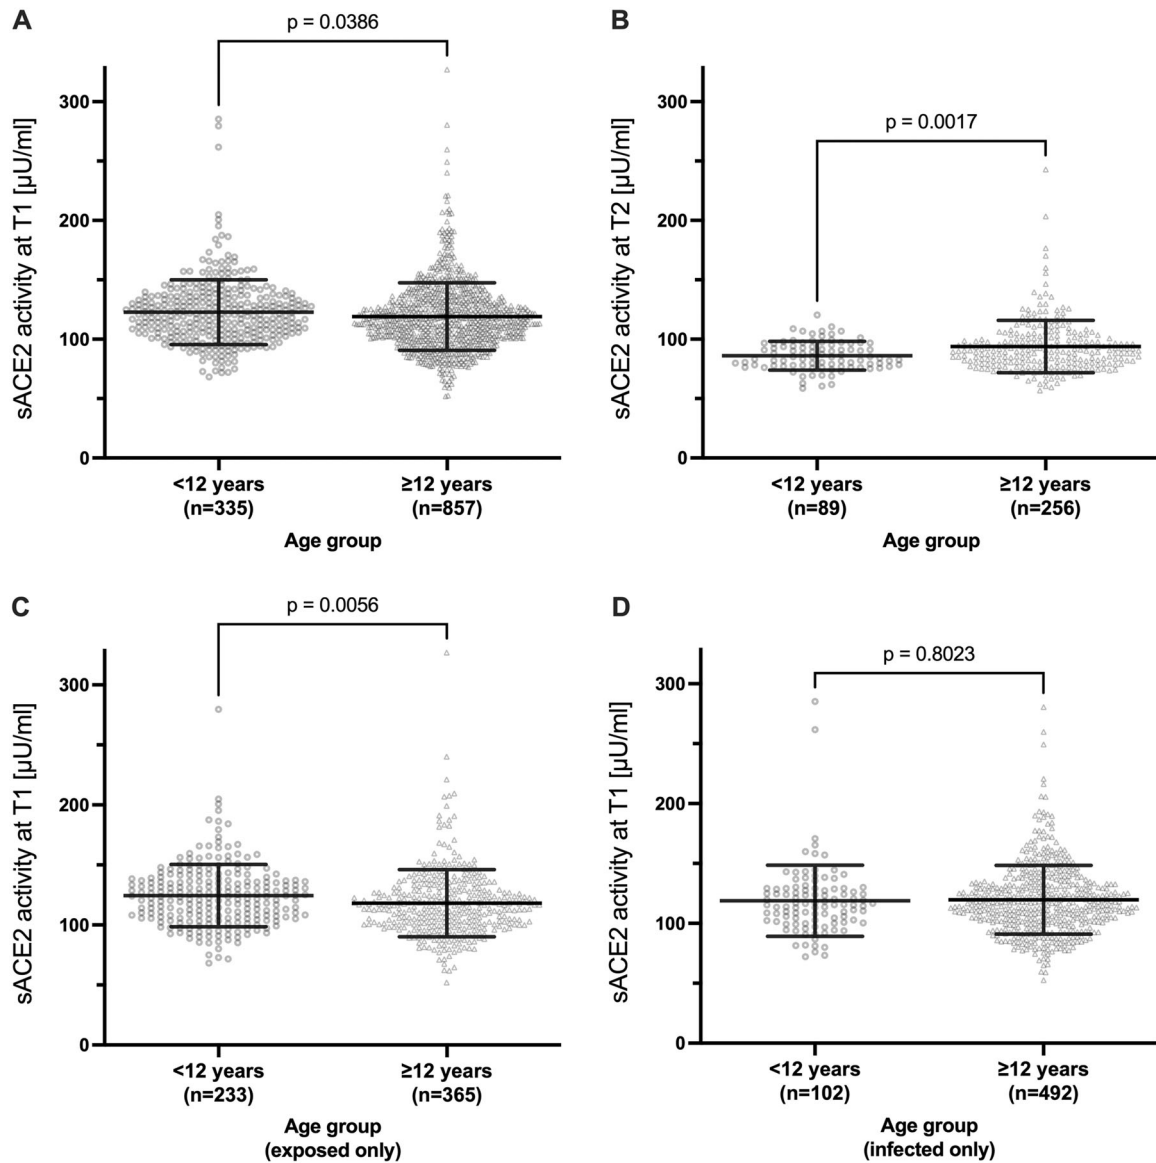 A
p = 0.0386
sACE2 activity at T1 [µU/ml]
300
200
100
0
<12 years
(n=335)
≥12 years
(n=857)
Age group
B
p = 0.0017
sACE2 activity at T2 [µU/ml]
300
200
100
0
<12 years
(n=89)
≥12 years
(n=256)
Age group
C
p = 0.0056
sACE2 activity at T1 [µU/ml]
300
200
100
0
<12 years
(n=233)
≥12 years
(n=365)
Age group
(exposed only)
D
p = 0.8023
sACE2 activity at T1 [µU/ml]
300
200
100
0
<12 years
(n=102)
≥12 years
(n=492)
Age group
(infected only)